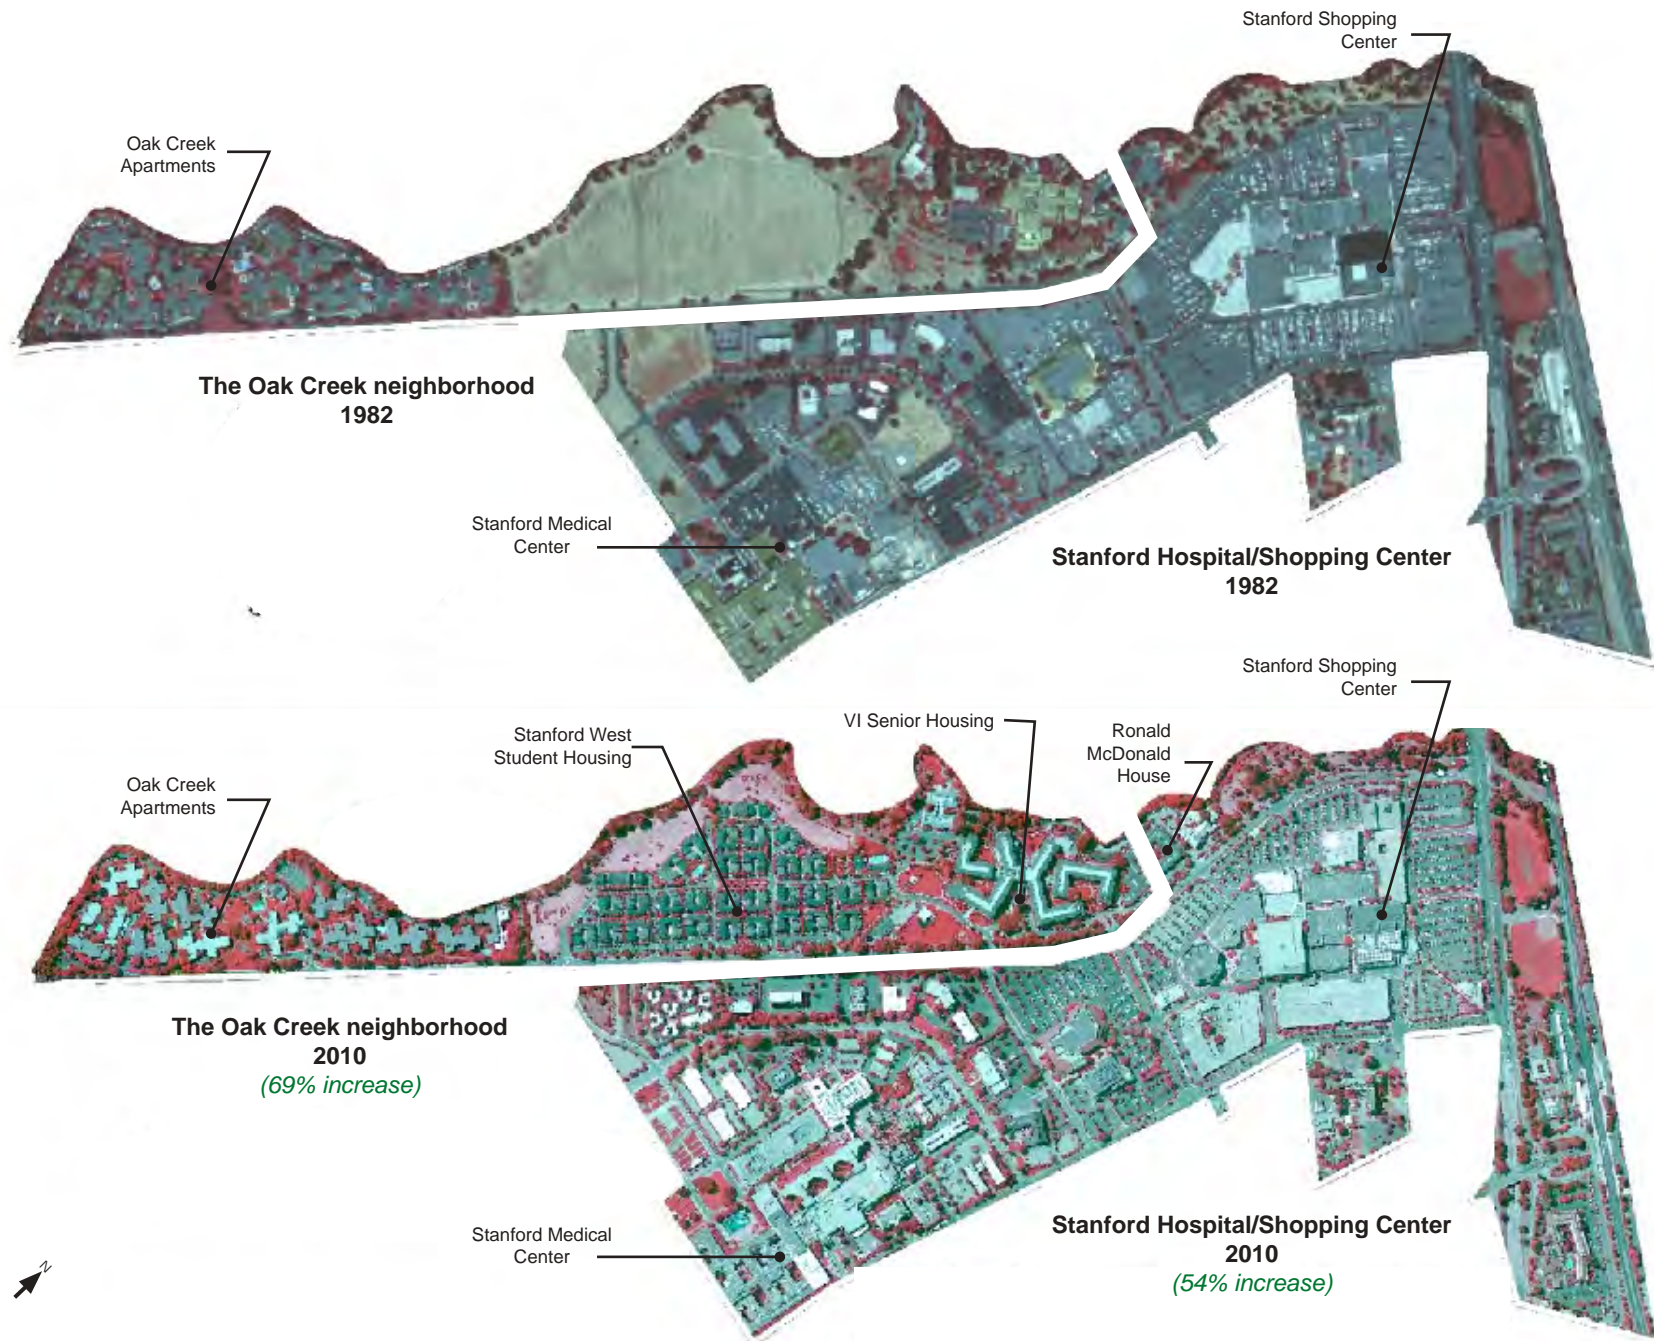 Stanford Shopping
Center
Oak Creek
Apartments
The Oak Creek neighborhood
1982
Stanford Medical
Center
Stanford Hospital/Shopping Center
1982
Stanford Shopping
Center
VI Senior Housing
Ronald
McDonald
House
Stanford West
Student Housing
Oak Creek
Apartments
The Oak Creek neighborhood
2010
(69% increase)
Stanford Medical
Center
Stanford Hospital/Shopping Center
2010
(54% increase)
N